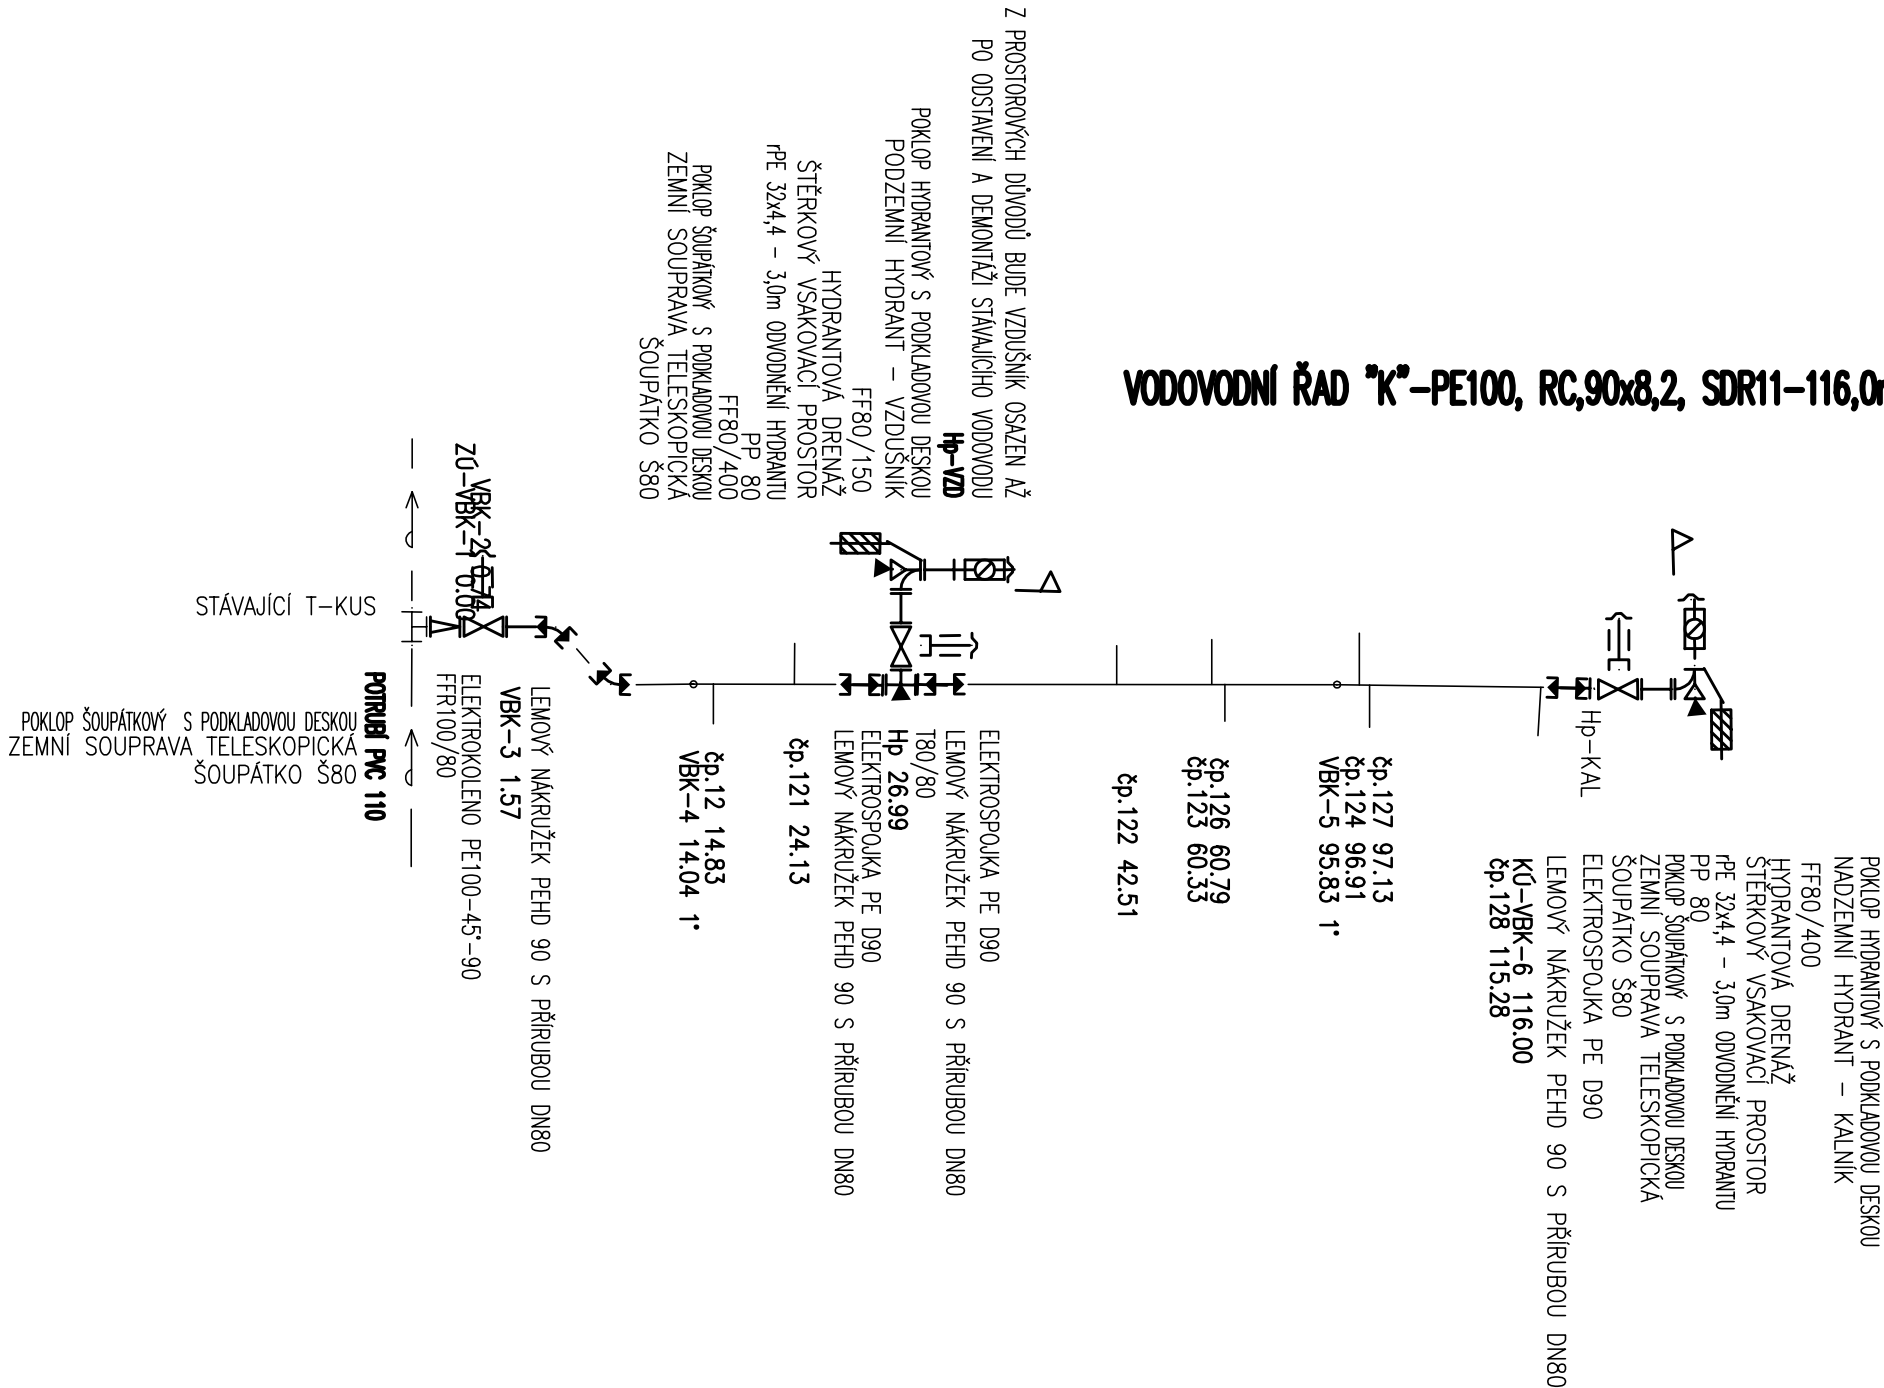 VODOVODNÍ ŘAD "K"-PE100, RC,90x8,2, SDR11-116,0
Z PROSTOROVÝCH DŮVODŮ BUDE VZDUŠNÍK OSAZEN AŽ
PO ODSTAVENÍ A DEMONTÁŽI STÁVAJÍCÍHO VODOVODU
Hp-VZD
POKLOP HYDRANTOVÝ S PODKLADOVOU DESKOU
PODZEMNÍ HYDRANT - VZDUŠNÍK
FF80/150
HYDRANTOVÁ DRENÁŽ
ŠTĚRKOVÝ VSAKOVACÍ PROSTOR
rPE 32x4,4 - 3,0m ODVODNĚNÍ HYDRANTU
PP 80
FF80/400
POKLOP ŠOUPÁTKOVÝ S PODKLADOVOU DESKOU
ZEMNÍ SOUPRAVA TELESKOPICKÁ
ŠOUPÁTKO Š80
VBK-2 0.74
ZÚ-VBK-1 0.00
STÁVAJÍCÍ T-KUS
POKLOP ŠOUPÁTKOVÝ S PODKLADOVOU DESKOU
ZEMNÍ SOUPRAVA TELESKOPICKÁ
ŠOUPÁTKO Š80
POTRUBÍ PVC 110
LEMOVÝ NÁKRUŽEK PEHD 90 S PŘÍRUBOU DN80
VBK-3 1.57
ELEKTROKOLENO PE100-45°-90
FFR100/80
čp.12 14.83
VBK-4 14.04 1°
čp.121 24.13
ELEKTROSPOJKA PE D90
LEMOVÝ NÁKRUŽEK PEHD 90 S PŘÍRUBOU DN80
T80/80
Hp 26.99
ELEKTROSPOJKA PE D90
LEMOVÝ NÁKRUŽEK PEHD 90 S PŘÍRUBOU DN80
čp.122 42.51
čp.126 60.79
čp.123 60.33
čp.127 97.13
čp.124 96.91
VBK-5 95.83 1°
Hp-KAL
POKLOP HYDRANTOVÝ S PODKLADOVOU DESKOU
NADZEMNÍ HYDRANT - KALNÍK
FF80/400
HYDRANTOVÁ DRENÁŽ
ŠTĚRKOVÝ VSAKOVACÍ PROSTOR
rPE 32x4,4 - 3,0m ODVODNĚNÍ HYDRANTU
PP 80
POKLOP ŠOUPÁTKOVÝ S PODKLADOVOU DESKOU
ZEMNÍ SOUPRAVA TELESKOPICKÁ
ŠOUPÁTKO Š80
ELEKTROSPOJKA PE D90
LEMOVÝ NÁKRUŽEK PEHD 90 S PŘÍRUBOU DN80
KÚ-VBK-6 116.00
čp.128 115.28